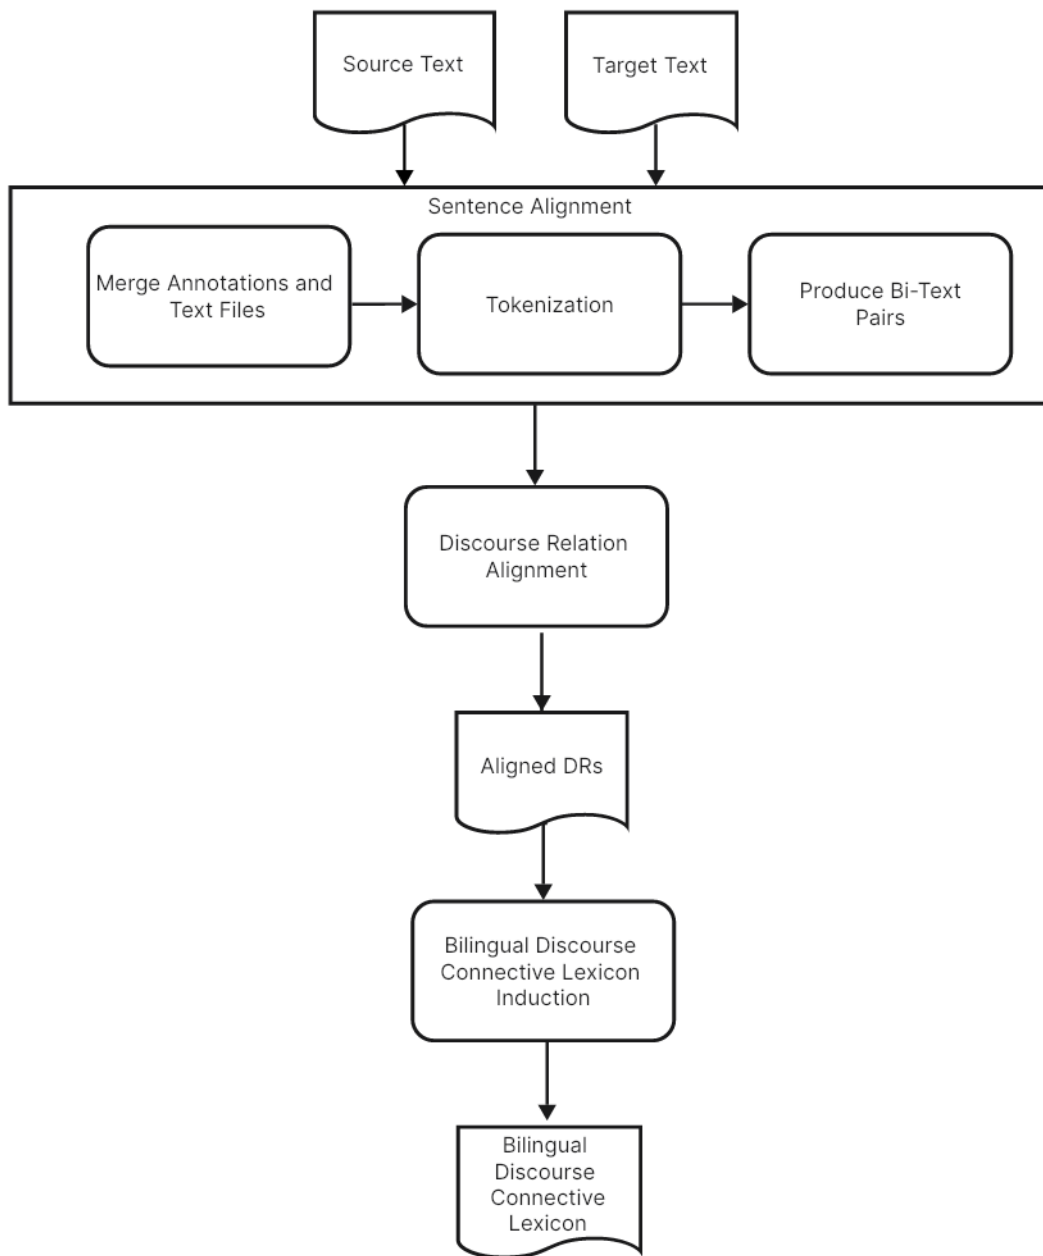 Source Text
Target Text
Sentence Alignment
Merge Annotations and
Text Files
Tokenization
Produce Bi-Text
Pairs
Discourse Relation
Alignment
Aligned DRs
Bilingual Discourse
Connective Lexicon
Induction
Bilingual
Discourse
Connective
Lexicon